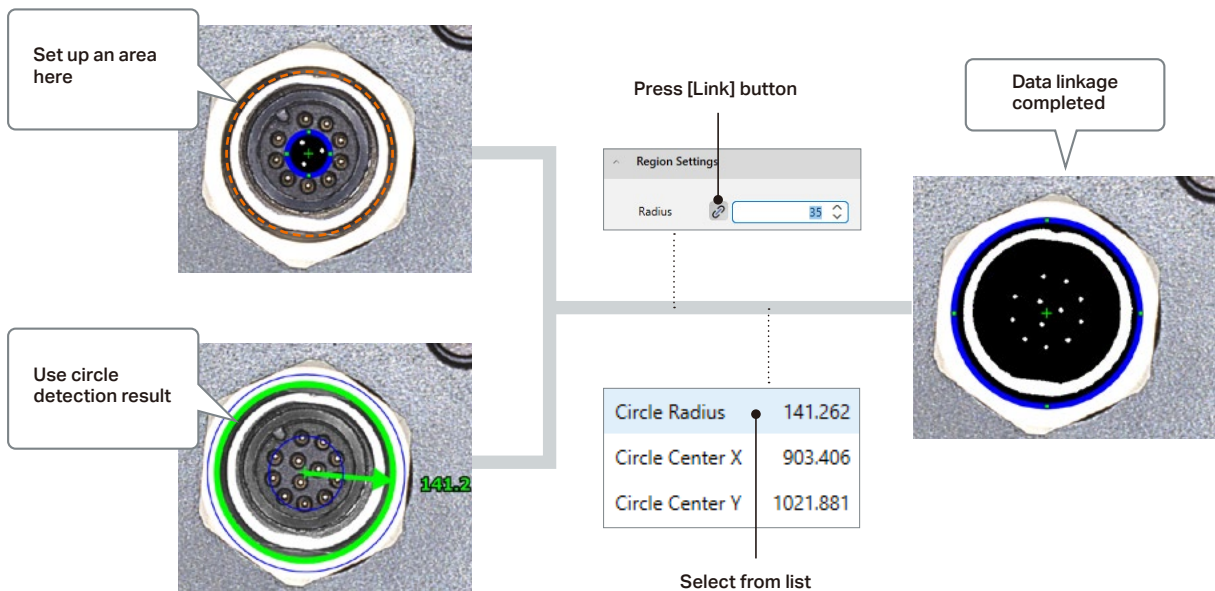 Set up an area
here
Press [Link] button
Data linkage
completed
Region Settings
Radius 35
Use circle
detection result
141.2
Circle Radius 141.262
Circle Center X 903.406
Circle Center Y 1021.881
Select from list